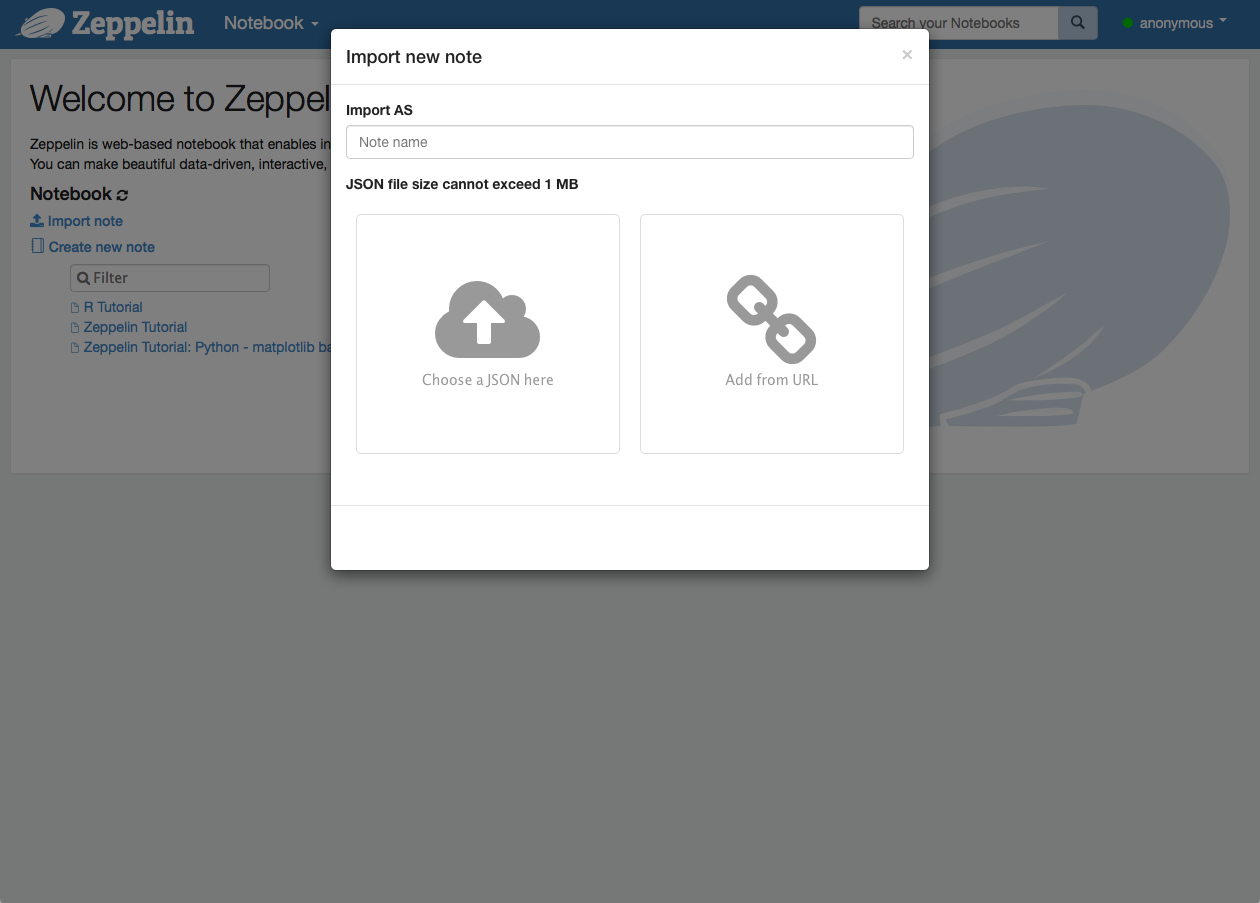 Zeppelin
Notebook
Search your Notebooks
anonymous
Import new note
×
Import AS
Note name
JSON file size cannot exceed 1 MB
Choose a JSON here
Add from URL
Welcome to Zeppel
Zeppelin is web-based notebook that enables in
You can make beautiful data-driven, interactive,
Notebook
Import note
Create new note
Filter
R Tutorial
Zeppelin Tutorial
Zeppelin Tutorial: Python - matplotlib ba